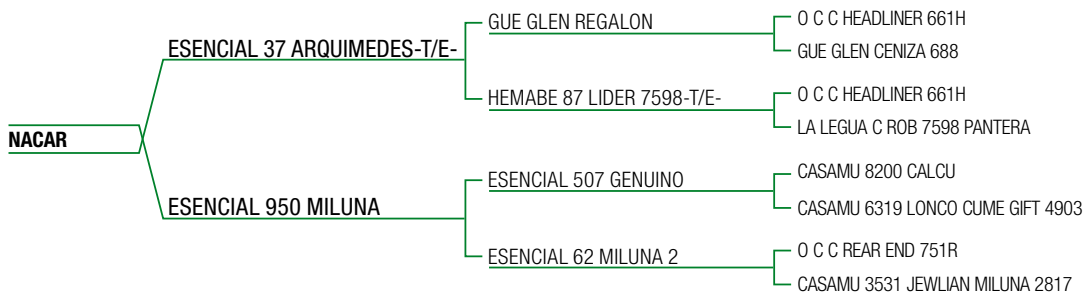 GUE GLEN REGALON
O C C HEADLINER 661H
ESENCIAL 37 ARQUIMEDES-T/E-
GUE GLEN CENIZA 688
HEMABE 87 LIDER 7598-T/E-
O C C HEADLINER 661H
LA LEGUA C ROB 7598 PANTERA
NACAR
ESENCIAL 507 GENUINO
CASAMU 8200 CALCU
ESENCIAL 950 MILUNA
CASAMU 6319 LONCO CUME GIFT 4903
ESENCIAL 62 MILUNA 2
O C C REAR END 751R
CASAMU 3531 JEWLIAN MILUNA 2817